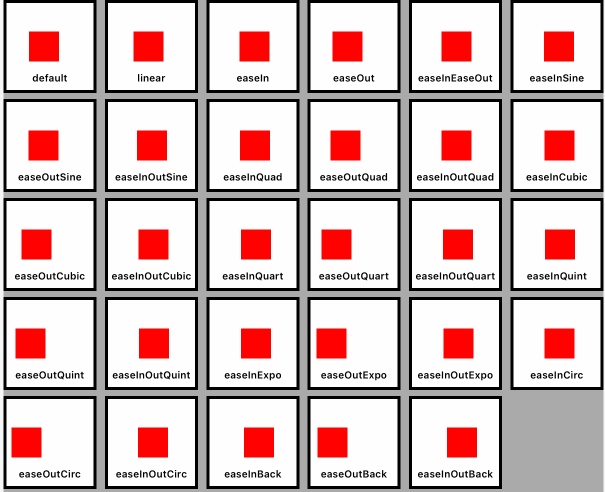 default
linear
easeIn
easeOut
easeInEaseOut
easeInSine
easeOutSine
easeInOutSine
easeInQuad
easeOutQuad
easeInOutQuad
easeInCubic
easeOutCubic
easeInOutCubic
easeInQuart
easeOutQuart
easeInOutQuart
easeInQuint
easeOutQuint
easeInOutQuint
easeInExpo
easeOutExpo
easeInOutExpo
easeInCirc
easeOutCirc
easeInOutCirc
easeInBack
easeOutBack
easeInOutBack